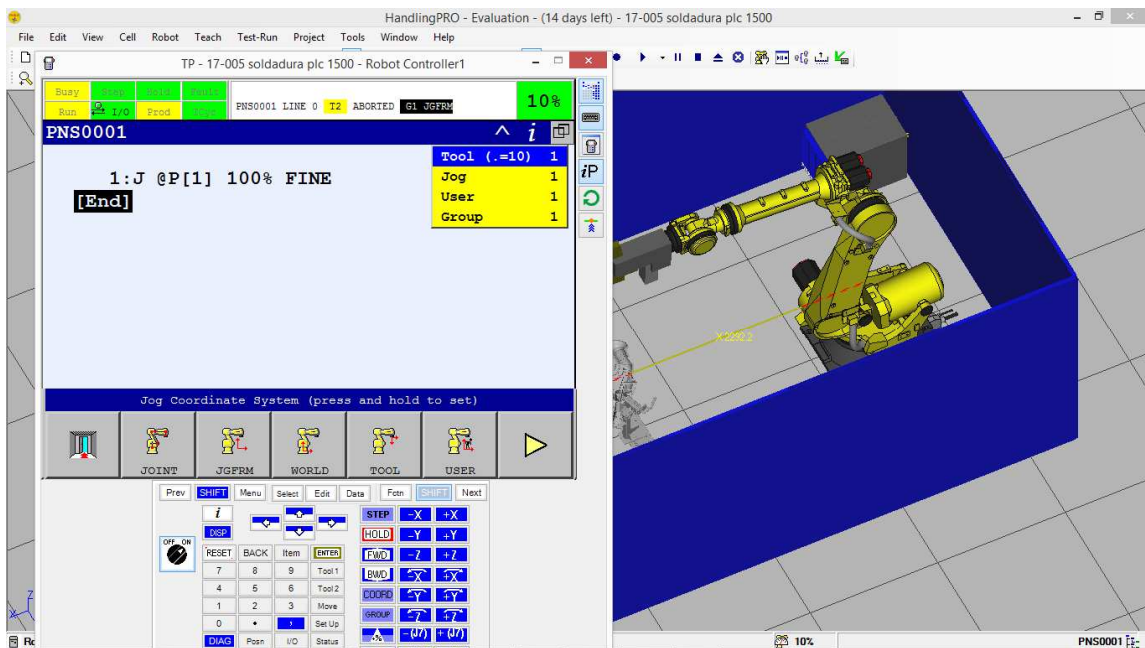 HandlingPRO - Evaluation - (14 days left) - 17-005 soldadura plc 1500
File Edit View Cell Robot Teach Test-Run Project Tools Window Help
TP - 17-005 soldadura plc 1500 - Robot Controller1
Busy Step Hold Fault
Run I/O Prod TCyc
PNS0001 LINE 0 T2 ABORTED G1 JGFRM
10%
PNS0001
Tool (.=10) 1
Jog 1
User 1
Group 1
1:J @P[1] 100% FINE
[End]
iP
X 2292.2
Jog Coordinate System (press and hold to set)
JOINT JGFRM WORLD TOOL USER
Prev SHIFT Menu Select Edit Data Fctn SHIFT Next
i STEP -X +X
DISP HOLD -Y +Y
OFF ON
RESET BACK Item ENTER FWD -Z +Z
7 8 9 Tool 1 BWD -X +X
4 5 6 Tool 2 COORD -Y +Y
1 2 3 Move GROUP -Z +Z
0 . , Set Up -% - (J7) + (J7)
DIAG Posn I/O Status
Z
X
10%
PNS0001